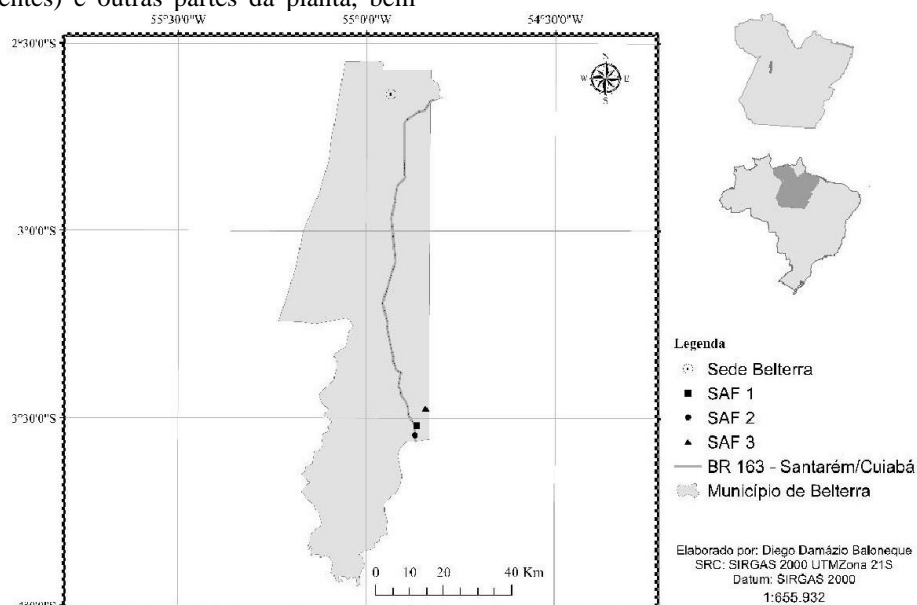 entes) e outras partes da planta, bem
55°30'0"W 55°0'0"W 54°30'0"W
2°30'0"S
N
W E
S
3°0'0"S
3°30'0"S
0 10 20 40 Km
Legenda
Sede Belterra
SAF 1
SAF 2
SAF 3
BR 163 - Santarém/Cuiabá
Município de Belterra
Elaborado por: Diego Damázio Baloneque
SRC: SIRGAS 2000 UTMZona 21S
Datum: SIRGAS 2000
1:655.932